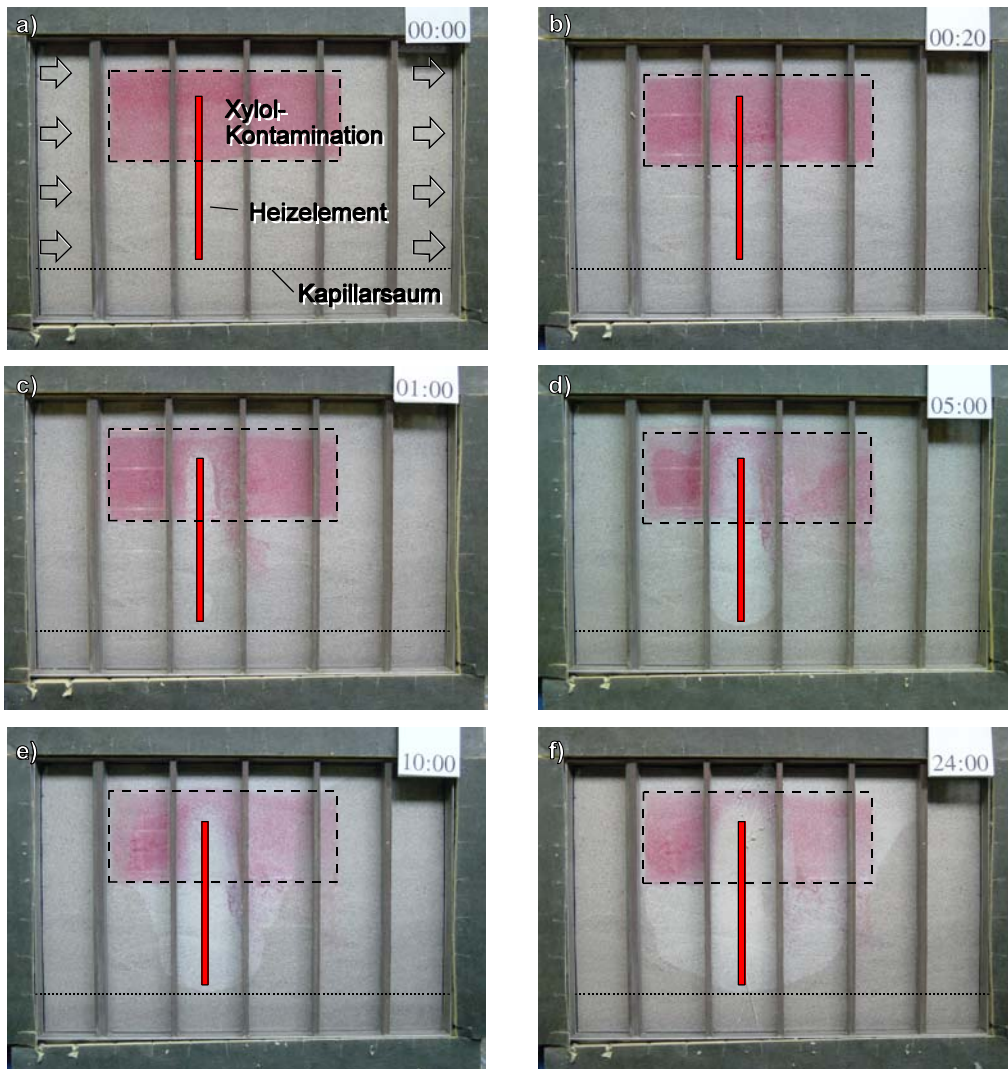 a)
00:00
Xylol-
Kontamination
Heizelement
Kapillarsaum
b)
00:20
c)
01:00
d)
05:00
e)
10:00
f)
24:00